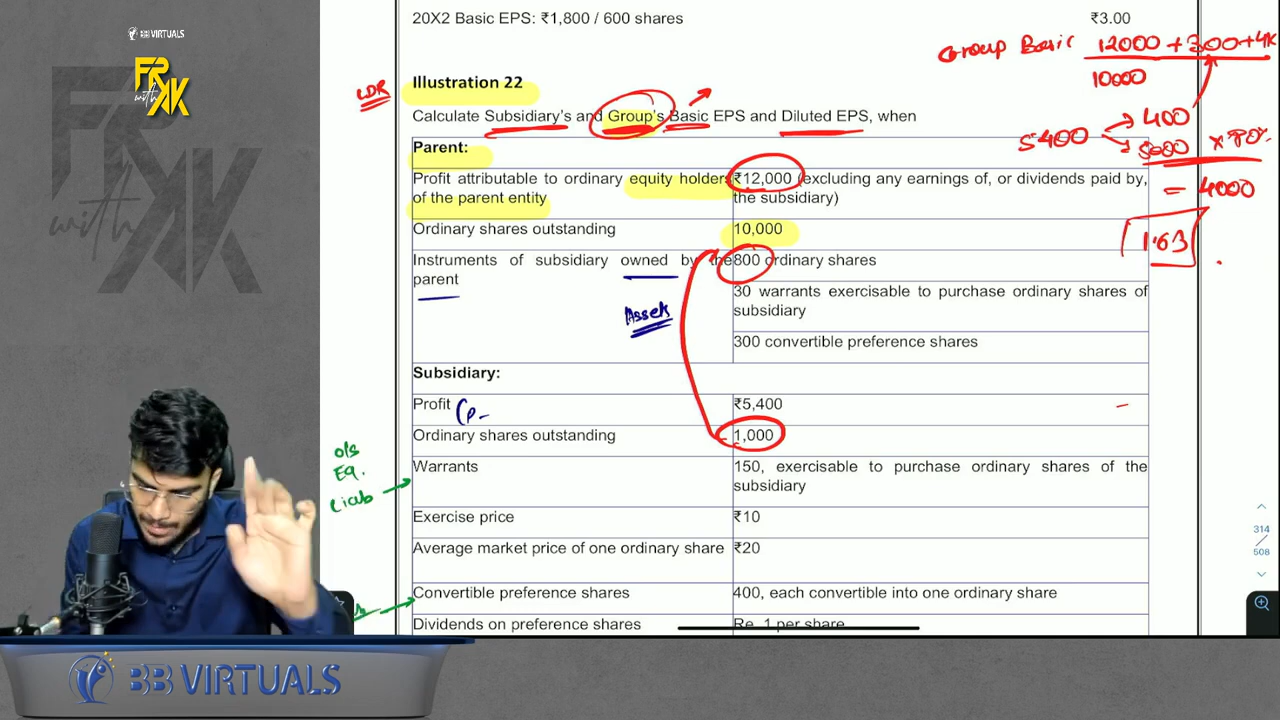 20X2 Basic EPS: ₹1,800 / 600 shares ₹3.00
BB VIRTUALS
FR
with AK
FR
with AK
Group Basic 12000 + 300 + 4K
10000
LDR
Illustration 22
Calculate Subsidiary's and Group's Basic EPS and Diluted EPS, when
5400 → 400
→ 5000 × 80%
= 4000
1.63
Parent:
Profit attributable to ordinary equity holders of the parent entity ₹12,000 (excluding any earnings of, or dividends paid by, the subsidiary)
Ordinary shares outstanding 10,000
Instruments of subsidiary owned by the parent 800 ordinary shares
30 warrants exercisable to purchase ordinary shares of subsidiary
Assets
300 convertible preference shares
Subsidiary:
Profit (P- ₹5,400
Ordinary shares outstanding 1,000
O/s
Eq.
Warrants 150, exercisable to purchase ordinary shares of the subsidiary
Exercise price ₹10
Average market price of one ordinary share ₹20
Convertible preference shares 400, each convertible into one ordinary share
Dividends on preference shares Re. 1 per share
314
/
508
BB VIRTUALS